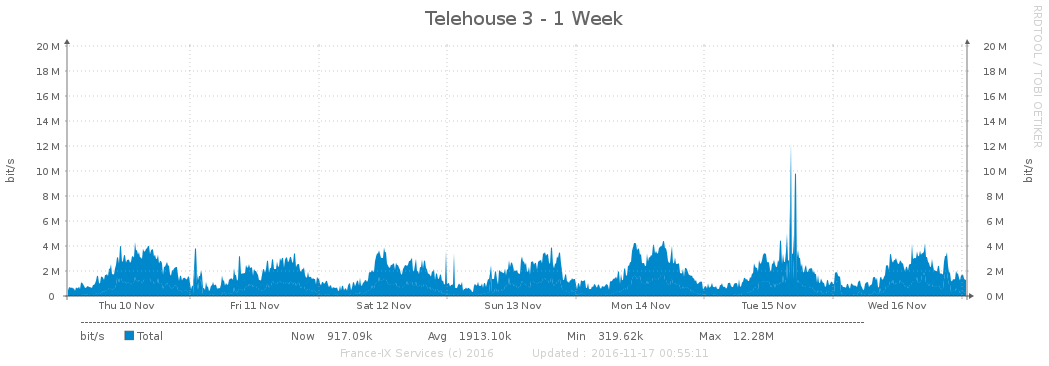 Telehouse 3 - 1 Week
RRDTOOL / TOBI OETIKER
bit/s
bit/s
20 M 20 M
18 M 18 M
16 M 16 M
14 M 14 M
12 M 12 M
10 M 10 M
8 M 8 M
6 M 6 M
4 M 4 M
2 M 2 M
0 0 M
Thu 10 Nov Fri 11 Nov Sat 12 Nov Sun 13 Nov Mon 14 Nov Tue 15 Nov Wed 16 Nov
bit/s Total Now 917.09k Avg 1913.10k Min 319.62k Max 12.28M
France-IX Services (c) 2016 Updated : 2016-11-17 00:55:11